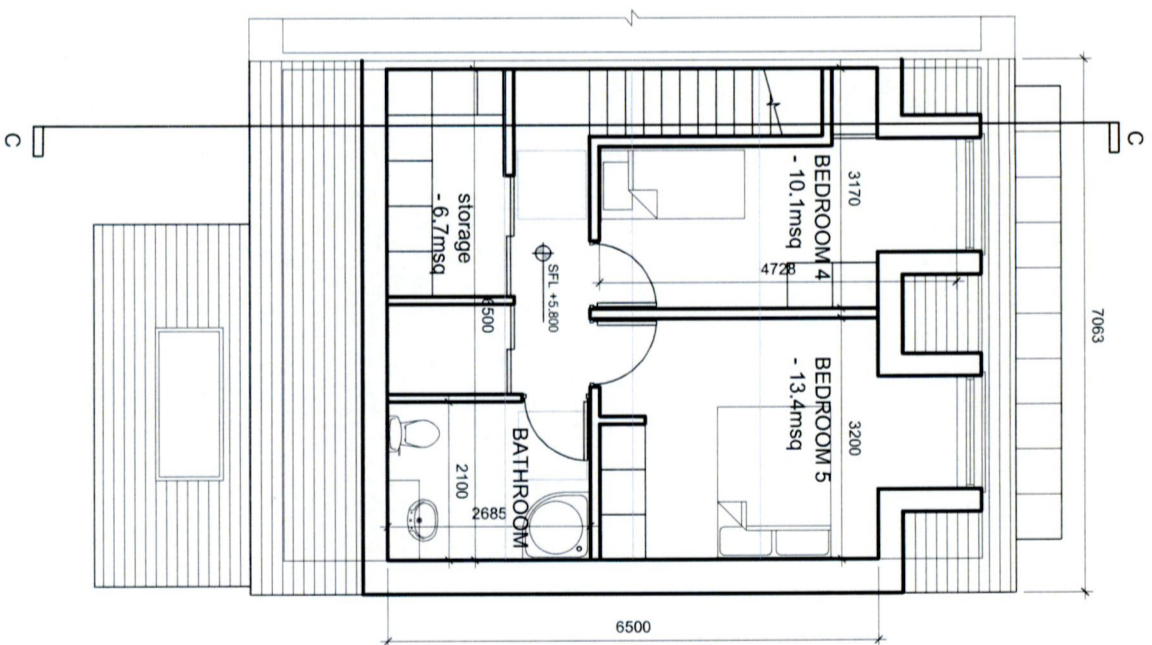 C
C
7063
BEDROOM 4
- 10.1msq
3170
4728
BEDROOM 5
- 13.4msq
3200
storage
- 6.7msq
6500
SFL +5.800
BATHROOM
2100
2685
6500